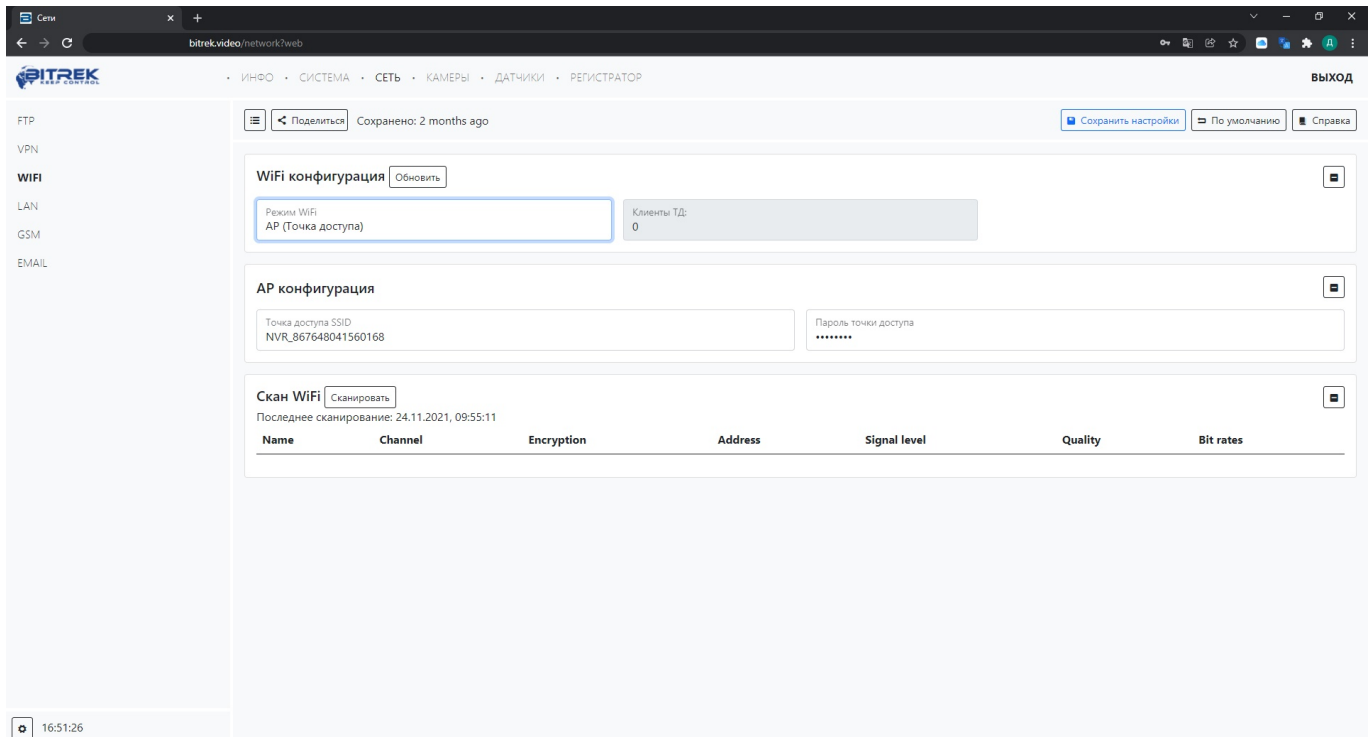 Сети
bitrek.video/network?web
Д
BITREK
KEEP CONTROL
• ИНФО • СИСТЕМА • СЕТЬ • КАМЕРЫ • ДАТЧИКИ • РЕГИСТРАТОР
ВЫХОД
FTP
VPN
WIFI
LAN
GSM
EMAIL
Поделиться Сохранено: 2 months ago
Сохранить настройки По умолчанию Справка
WiFi конфигурация Обновить
Режим WiFi
AP (Точка доступа)
Клиенты ТД:
0
AP конфигурация
Точка доступа SSID
NVR_867648041560168
Пароль точки доступа
••••••••
Скан WiFi Сканировать
Последнее сканирование: 24.11.2021, 09:55:11
Name Channel Encryption Address Signal level Quality Bit rates
16:51:26